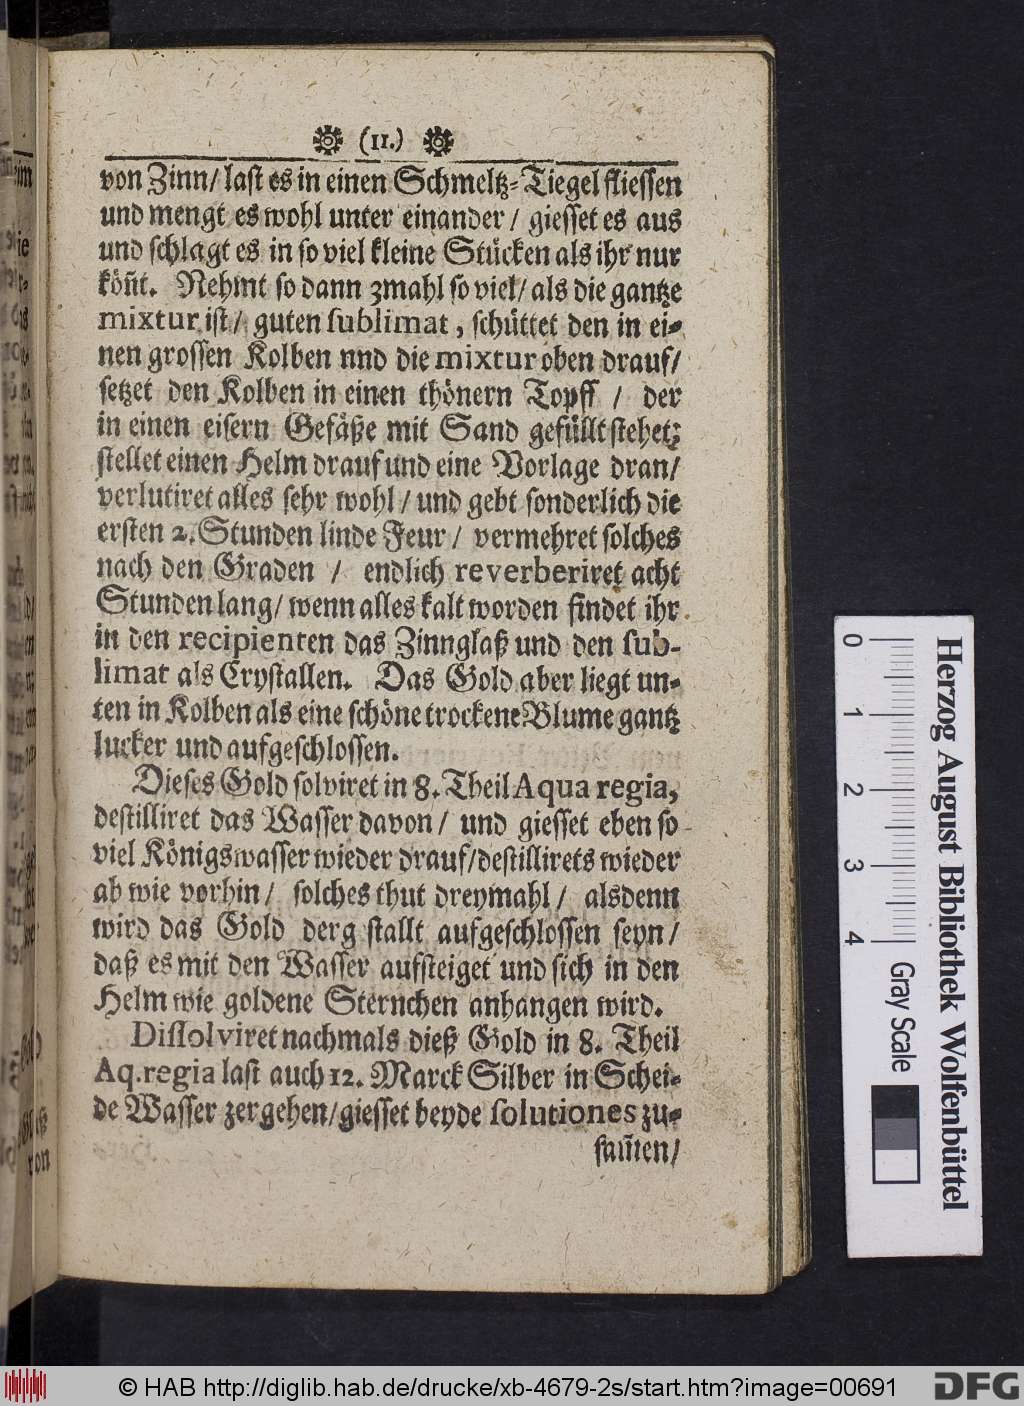 (11.)
von Zinn/ last es in einen Schmeltz-Tiegel fliessen
und mengt es wohl unter einander / giesset es aus
und schlagt es in so viel kleine Stücken als ihr nur
köñt. Nehmt so dann 3mahl so viel/ als die gantze
mixtur ist/ guten sublimat, schüttet den in ei-
nen grossen Kolben nnd die mixtur oben drauf/
setzet den Kolben in einen thönern Topff / der
in einen eisern Gefäße mit Sand gefüllt stehet;
stellet einen Helm drauf und eine Vorlage dran/
verlutiret alles sehr wohl / und gebt sonderlich die
ersten 2. Stunden linde Feur / vermehret solches
nach den Graden / endlich reverberiret acht
Stunden lang/ wenn alles kalt worden findet ihr
in den recipienten das Zinnglaß und den sub-
limat als Crystallen. Das Gold aber liegt un-
ten in Kolben als eine schöne trockene Blume gantz
lucker und aufgeschlossen.
Dieses Gold solviret in 8. Theil Aqua regia,
destilliret das Wasser davon / und giesset eben so
viel Königswasser wieder drauf/destillirets wieder
ab wie vorhin / solches thut dreymahl / alsdenn
wird das Gold derg stallt aufgeschlossen seyn /
daß es mit den Wasser aufsteiget und sich in den
Helm wie goldene Sternchen anhangen wird.
Dissolviret nachmals dieß Gold in 8. Theil
Aq. regia last auch 12. Marck Silber in Schei-
de Wasser zergehen/giesset beyde solutiones zu-
sam̃en/
0 1 2 3 4
Gray Scale
Herzog August Bibliothek Wolfenbüttel
© HAB http://diglib.hab.de/drucke/xb-4679-2s/start.htm?image=00691
DFG